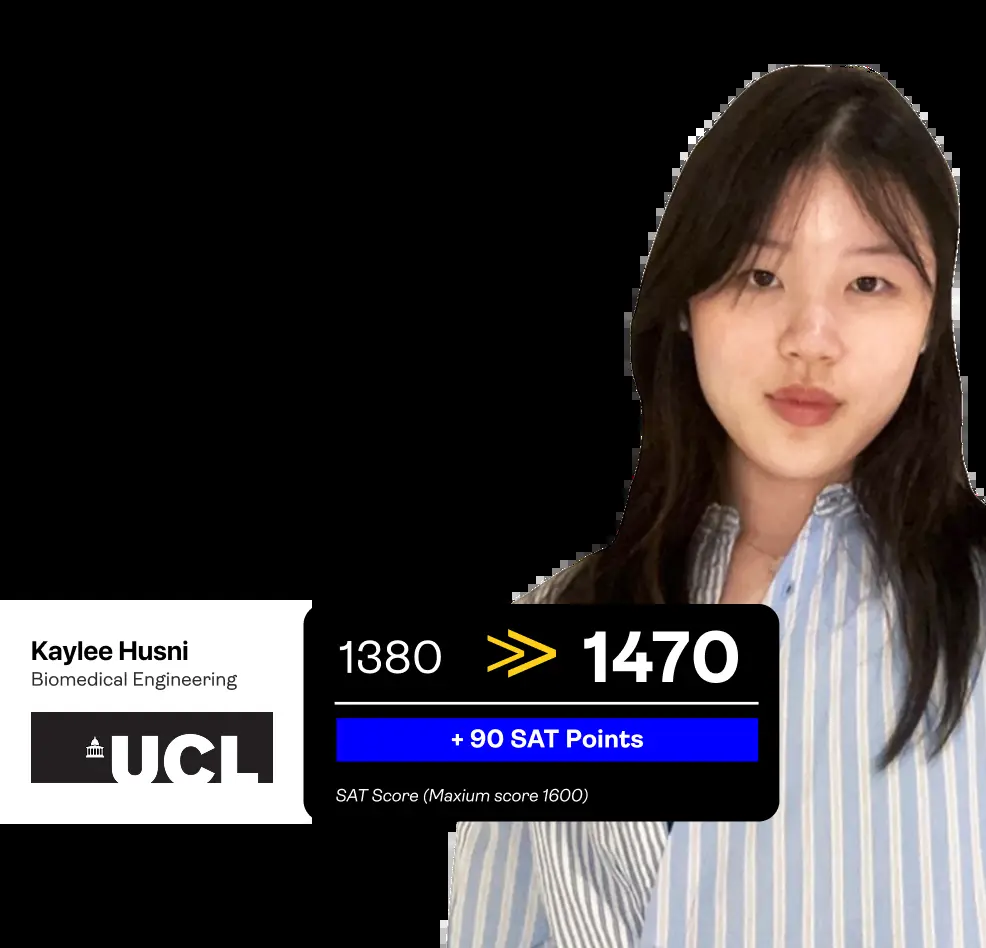 Kaylee Husni
Biomedical Engineering
UCL
1380 >> 1470
+ 90 SAT Points
SAT Score (Maxium score 1600)